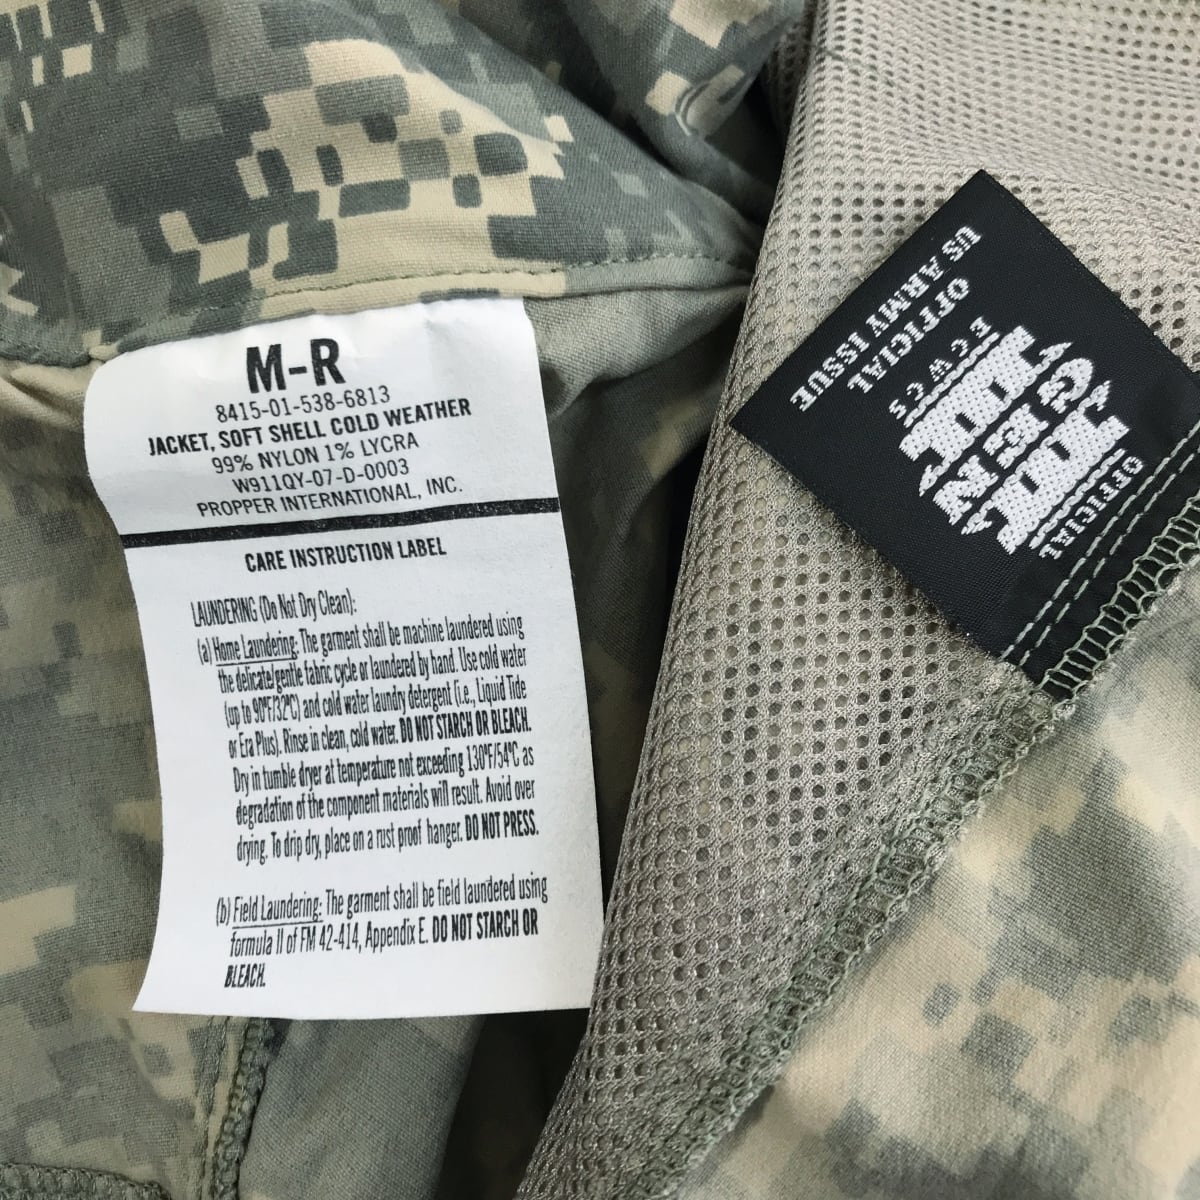 M-R
8415-01-538-6813
JACKET, SOFT SHELL COLD WEATHER
99% NYLON 1% LYCRA
W911QY-07-D-0003
PROPPER INTERNATIONAL, INC.
CARE INSTRUCTION LABEL
LAUNDERING (Do Not Dry Clean):
(a) Home Laundering: The garment shall be machine laundered using
the delicate/gentle fabric cycle or laundered by hand. Use cold water
(up to 90°F/32°C) and cold water laundry detergent (i.e., Liquid Tide
or Era Plus). Rinse in clean, cold water. DO NOT STARCH OR BLEACH.
Dry in tumble dryer at temperature not exceeding 130°F/54°C as
degradation of the component materials will result. Avoid over
drying. To drip dry, place on a rust proof hanger. DO NOT PRESS.
(b) Field Laundering: The garment shall be field laundered using
formula II of FM 42-414, Appendix E. DO NOT STARCH OR
BLEACH.
OFFICIAL
GEN
III
ECWCS
OFFICIAL
US ARMY ISSUE